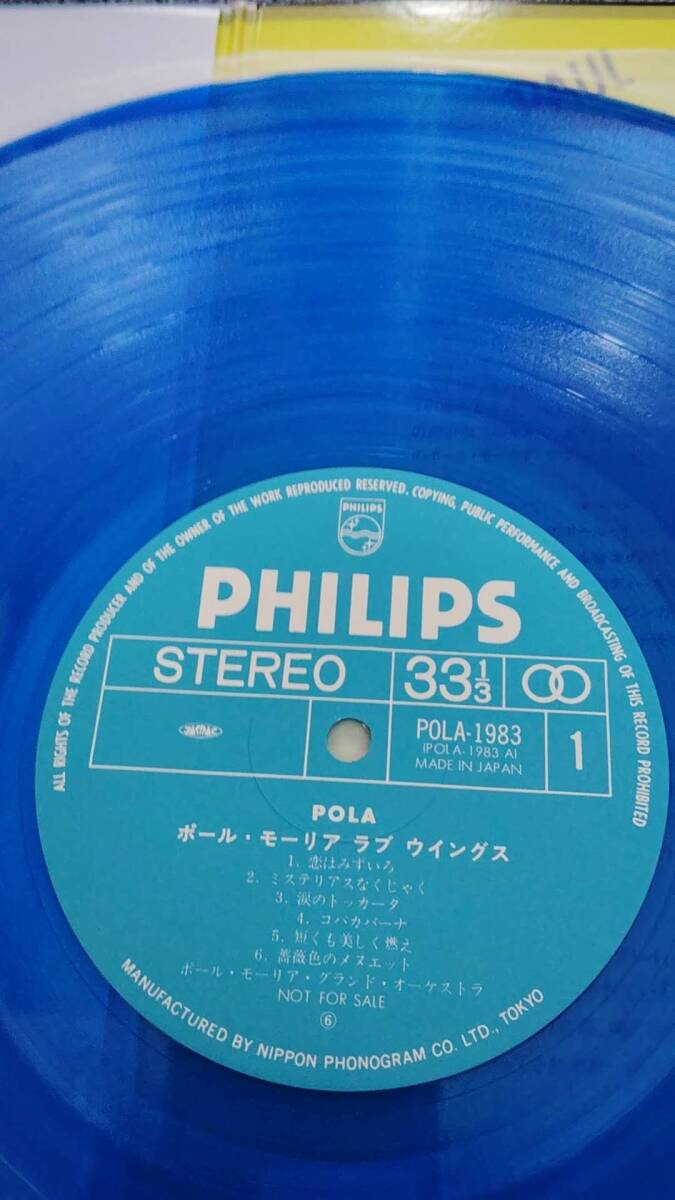 PAUL
ALL RIGHTS OF THE RECORD PRODUCER AND OF THE OWNER OF THE WORK REPRODUCED RESERVED. COPYING, PUBLIC PERFORMANCE AND BROADCASTING OF THIS RECORD PROHIBITED
PHILIPS
PHILIPS
STEREO
33 1/3
POLA-1983
(POLA-1983 A)
MADE IN JAPAN
1
POLA
ポール・モーリア ラブ ウイングス
1. 恋はみずいろ
2. ミステリアスなくじゃく
3. 涙のトッカータ
4. コパカバーナ
5. 短くも美しく燃え
6. 薔薇色のメヌエット
ポール・モーリア・グランド・オーケストラ
NOT FOR SALE
⑥
MANUFACTURED BY NIPPON PHONOGRAM CO. LTD., TOKYO